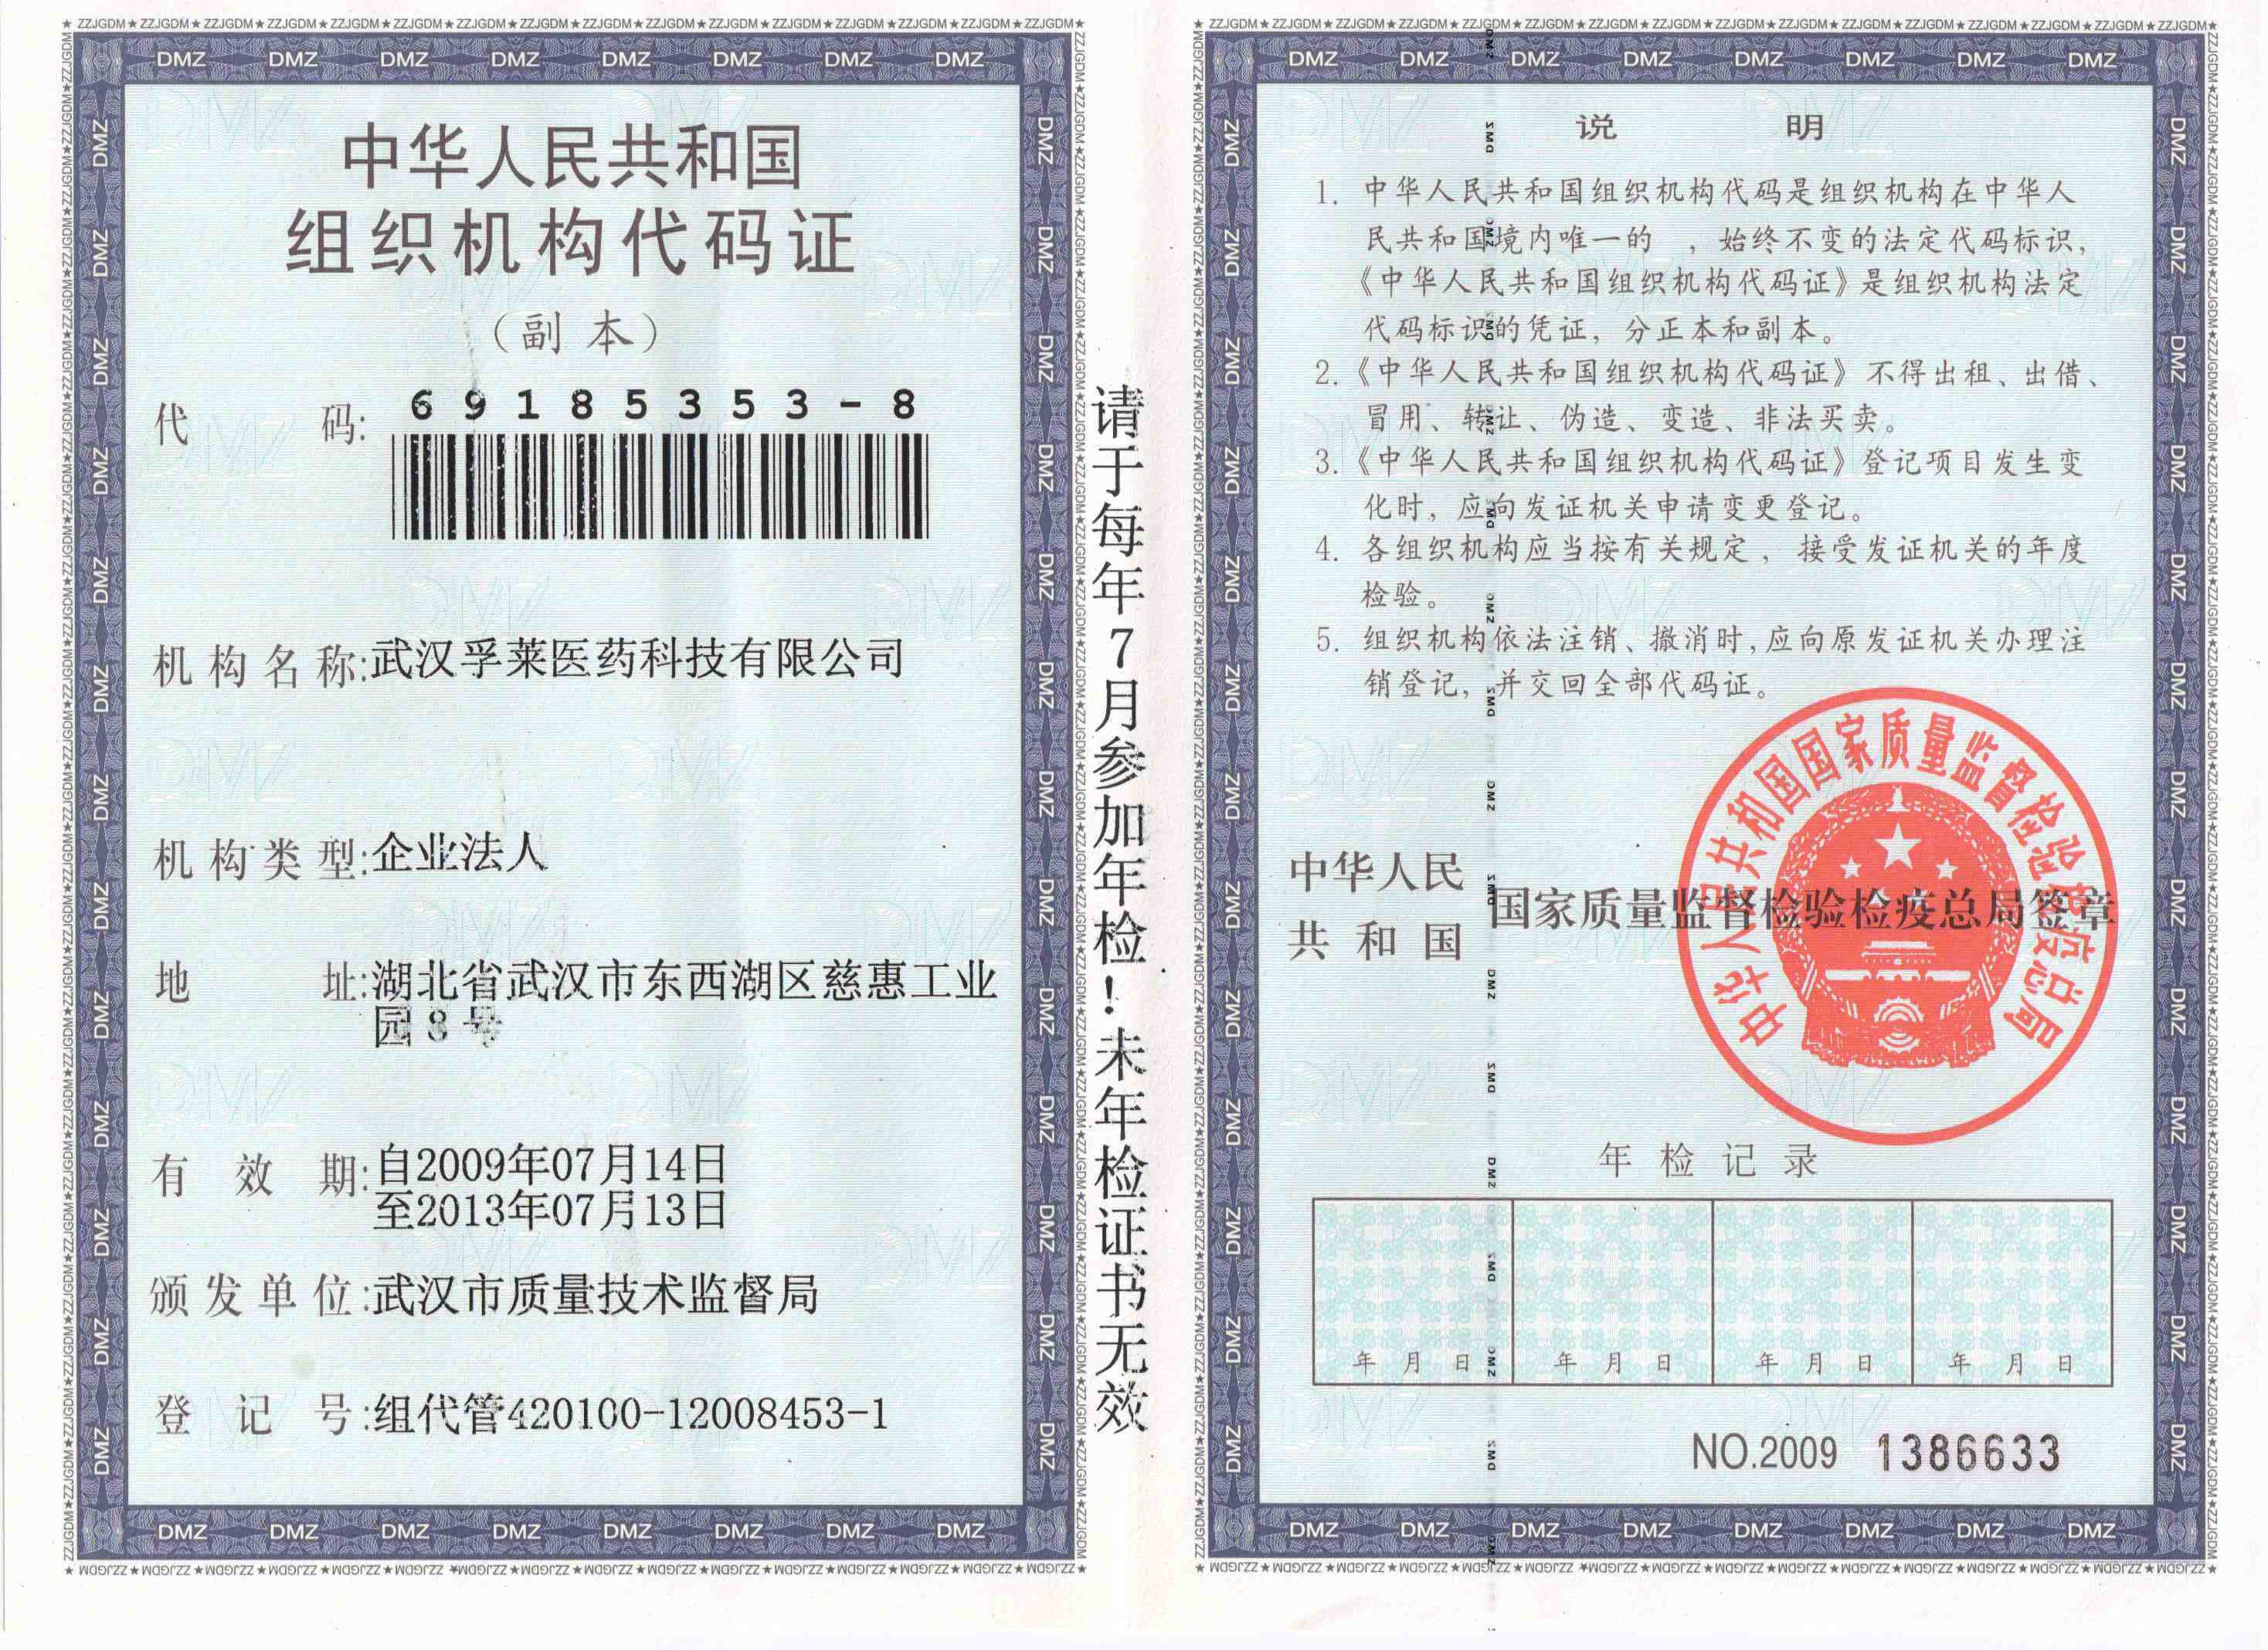 中华人民共和国
组织机构代码证
（副本）
代码: 69185353-8
机构名称:武汉孚莱医药科技有限公司
机构类型:企业法人
地址:湖北省武汉市东西湖区慈惠工业
园8号
有效期:自2009年07月14日
至2013年07月13日
颁发单位:武汉市质量技术监督局
登记号:组代管420100-12008453-1
请于每年7月参加年检!未年检证书无效
说明
1. 中华人民共和国组织机构代码是组织机构在中华人
民共和国境内唯一的 ，始终不变的法定代码标识，
《中华人民共和国组织机构代码证》是组织机构法定
代码标识的凭证，分正本和副本。
2.《中华人民共和国组织机构代码证》不得出租、出借、
冒用、转让、伪造、变造、非法买卖。
3.《中华人民共和国组织机构代码证》登记项目发生变
化时，应向发证机关申请变更登记。
4. 各组织机构应当按有关规定，接受发证机关的年度
检验。
5. 组织机构依法注销、撤消时，应向原发证机关办理注
销登记，并交回全部代码证。
中华人民
共和国
国家质量监督检验检疫总局签章
中华人民共和国国家质量监督检验检疫总局
年检记录
年 月 日 年 月 日 年 月 日 年 月 日
NO.2009 1386633